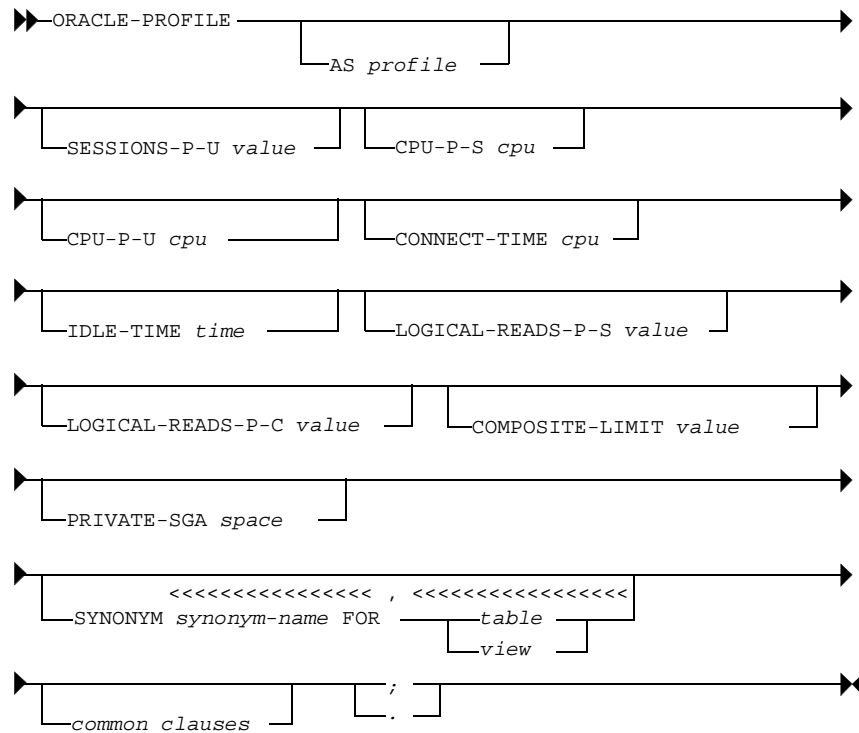 ORACLE-PROFILE
AS profile
SESSIONS-P-U value CPU-P-S cpu
CPU-P-U cpu CONNECT-TIME cpu
IDLE-TIME time LOGICAL-READS-P-S value
LOGICAL-READS-P-C value COMPOSITE-LIMIT value
PRIVATE-SGA space
<<<<<<<<<<<<<<<< , <<<<<<<<<<<<<<<<<
SYNONYM synonym-name FOR table
view
;
common clauses .